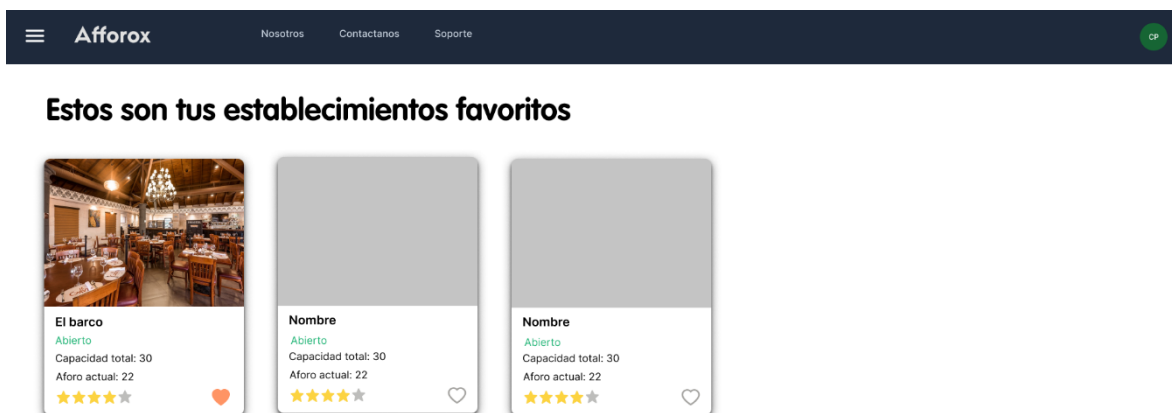 Afforox Nosotros Contactanos Soporte CP
Estos son tus establecimientos favoritos
El barco
Abierto
Capacidad total: 30
Aforo actual: 22
Nombre
Abierto
Capacidad total: 30
Aforo actual: 22
Nombre
Abierto
Capacidad total: 30
Aforo actual: 22